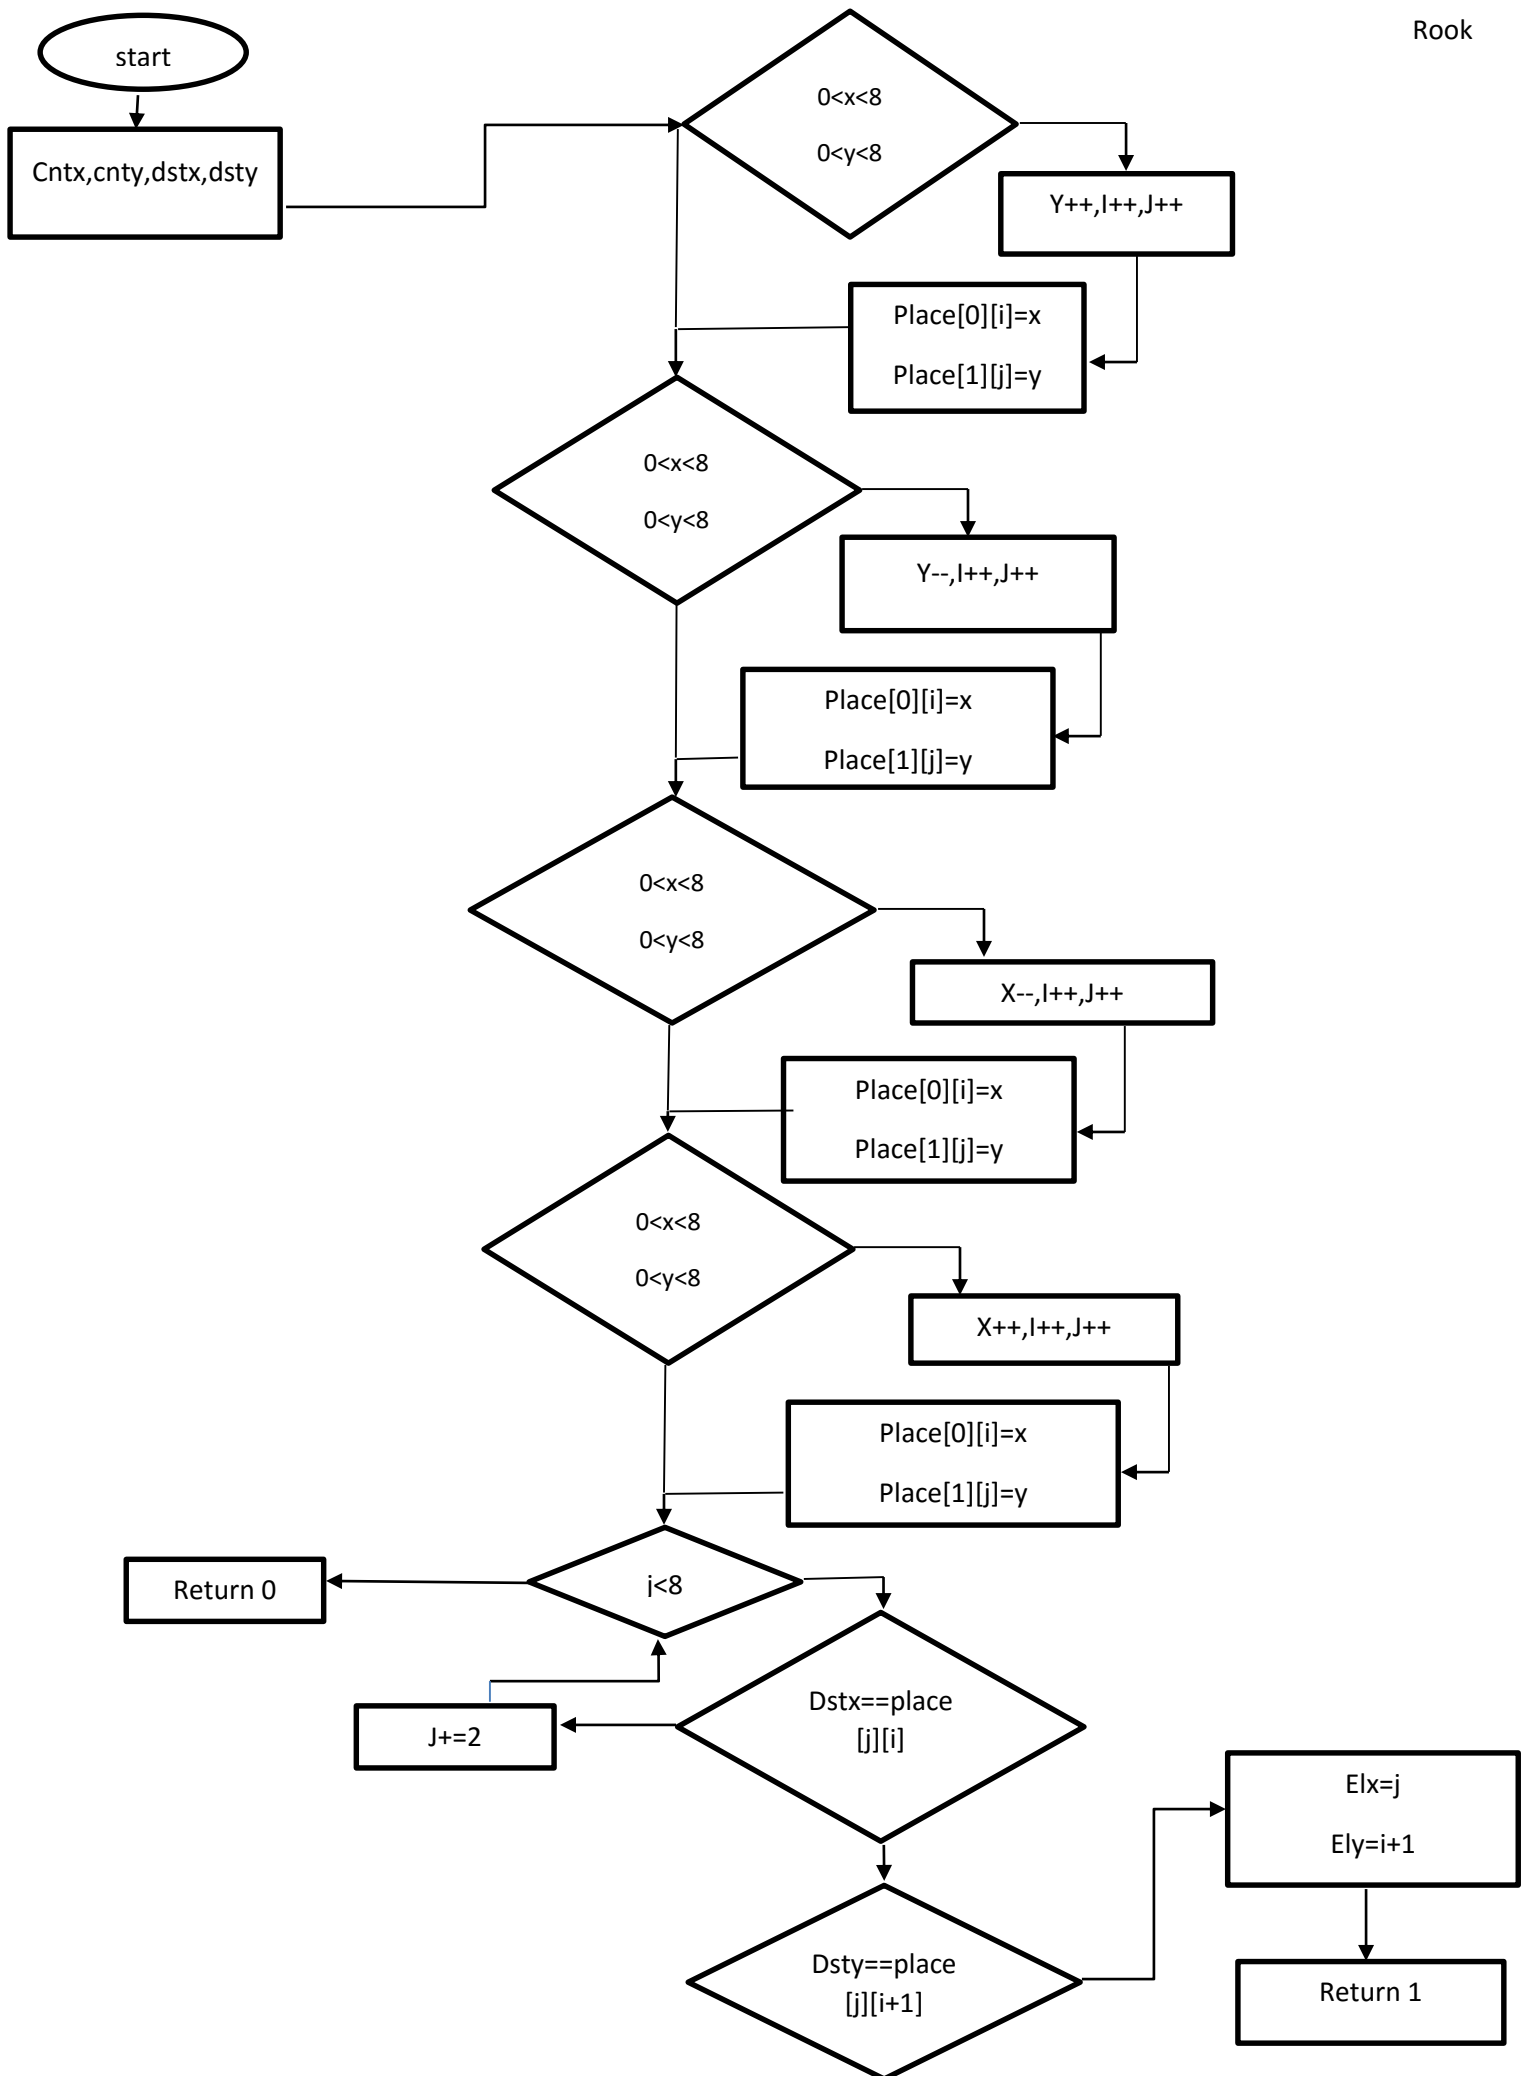 Rook
start
Cntx,cnty,dstx,dsty
0<x<8
0<y<8
Y++,I++,J++
Place[0][i]=x
Place[1][j]=y
0<x<8
0<y<8
Y--,I++,J++
Place[0][i]=x
Place[1][j]=y
0<x<8
0<y<8
X--,I++,J++
Place[0][i]=x
Place[1][j]=y
0<x<8
0<y<8
X++,I++,J++
Place[0][i]=x
Place[1][j]=y
j<8
Return 0
Dstx==place
[j][i]
J+=2
Elx=j
Ely=i+1
Dsty==place
[j][i+1]
Return 1